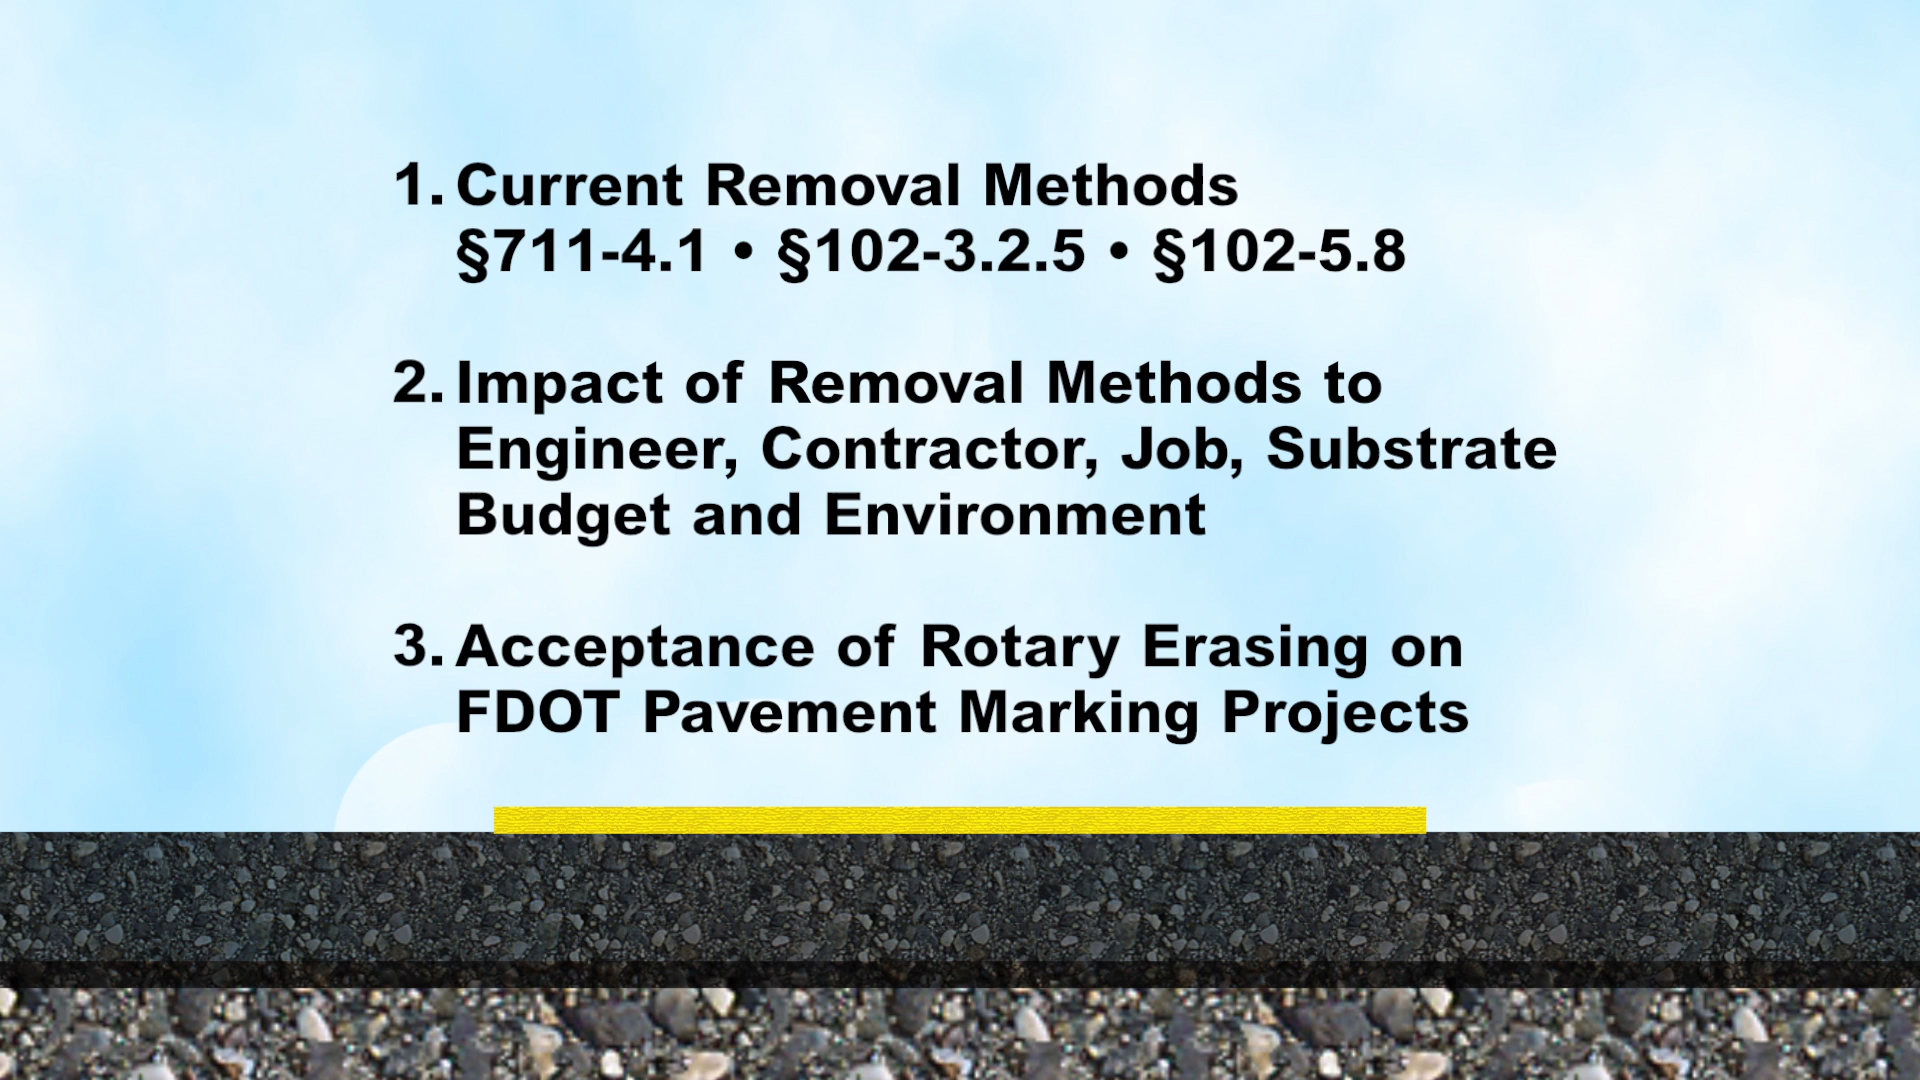 1. Current Removal Methods
§711-4.1 • §102-3.2.5 • §102-5.8
2. Impact of Removal Methods to
Engineer, Contractor, Job, Substrate
Budget and Environment
3. Acceptance of Rotary Erasing on
FDOT Pavement Marking Projects